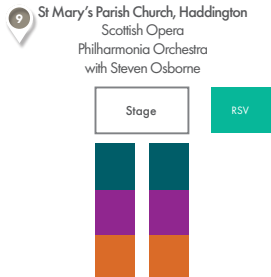 9
St Mary's Parish Church, Haddington
Scottish Opera
Philharmonia Orchestra
with Steven Osborne
Stage
RSV